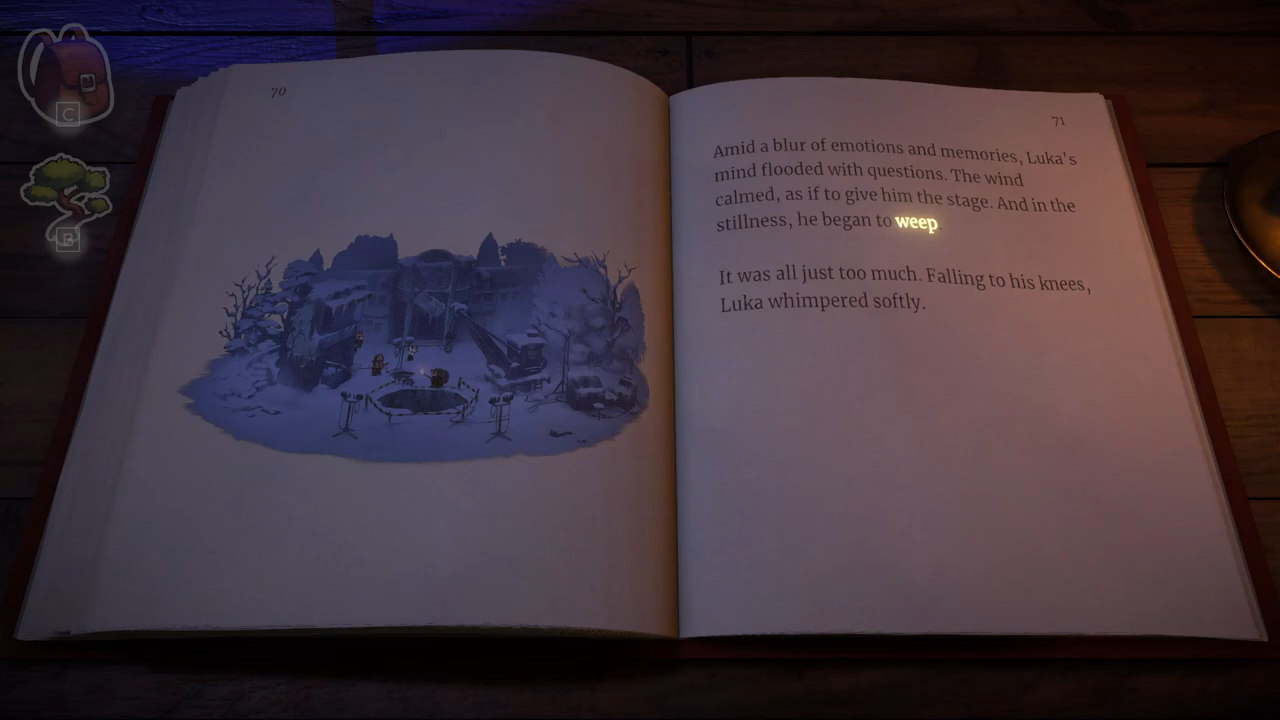 C
B
70
71
Amid a blur of emotions and memories, Luka's
mind flooded with questions. The wind
calmed, as if to give him the stage. And in the
stillness, he began to weep.
It was all just too much. Falling to his knees,
Luka whimpered softly.